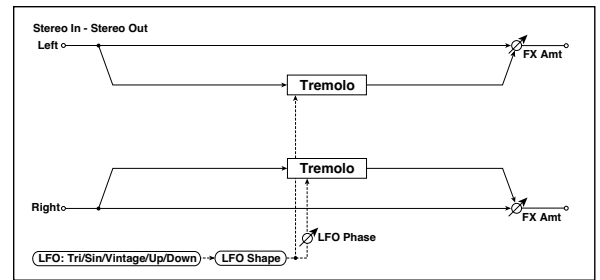 Stereo In - Stereo Out
Left
FX Amt
Tremolo
Tremolo
Right
FX Amt
LFO Phase
LFO: Tri/Sin/Vintage/Up/Down
LFO Shape